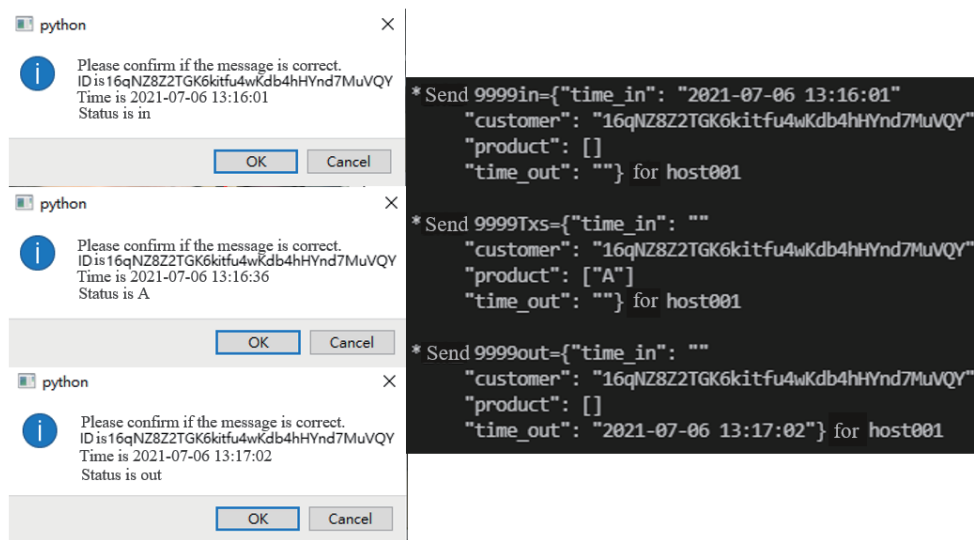 python
Please confirm if the message is correct.
ID is16qNZ8Z2TGK6kitfu4wKdb4hHYnd7MuVQY
Time is 2021-07-06 13:16:01
Status is in
OK Cancel
python
Please confirm if the message is correct.
ID is16qNZ8Z2TGK6kitfu4wKdb4hHYnd7MuVQY
Time is 2021-07-06 13:16:36
Status is A
OK Cancel
python
Please confirm if the message is correct.
ID is16qNZ8Z2TGK6kitfu4wKdb4hHYnd7MuVQY
Time is 2021-07-06 13:17:02
Status is out
OK Cancel
* Send 9999in={"time_in": "2021-07-06 13:16:01"
"customer": "16qNZ8Z2TGK6kitfu4wKdb4hHYnd7MuVQY"
"product": []
"time_out": ""} for host001
* Send 9999Txs={"time_in": ""
"customer": "16qNZ8Z2TGK6kitfu4wKdb4hHYnd7MuVQY"
"product": ["A"]
"time_out": ""} for host001
* Send 9999out={"time_in": ""
"customer": "16qNZ8Z2TGK6kitfu4wKdb4hHYnd7MuVQY"
"product": []
"time_out": "2021-07-06 13:17:02"} for host001